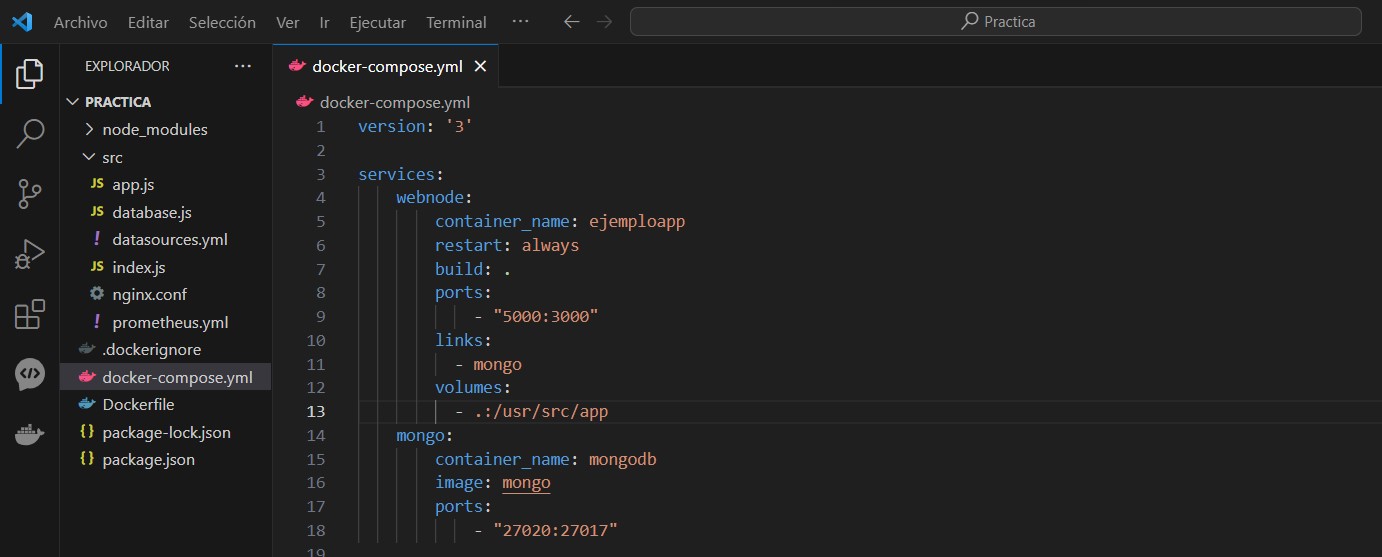 Archivo Editar Selección Ver Ir Ejecutar Terminal ··· Practica
EXPLORADOR ···
PRACTICA
node_modules
src
JS app.js
JS database.js
! datasources.yml
JS index.js
nginx.conf
! prometheus.yml
.dockerignore
docker-compose.yml
Dockerfile
{} package-lock.json
{} package.json
docker-compose.yml
docker-compose.yml
1 version: '3'
2
3 services:
4 webnode:
5 container_name: ejemploapp
6 restart: always
7 build: .
8 ports:
9 - "5000:3000"
10 links:
11 - mongo
12 volumes:
13 - .:/usr/src/app
14 mongo:
15 container_name: mongodb
16 image: mongo
17 ports:
18 - "27020:27017"
19